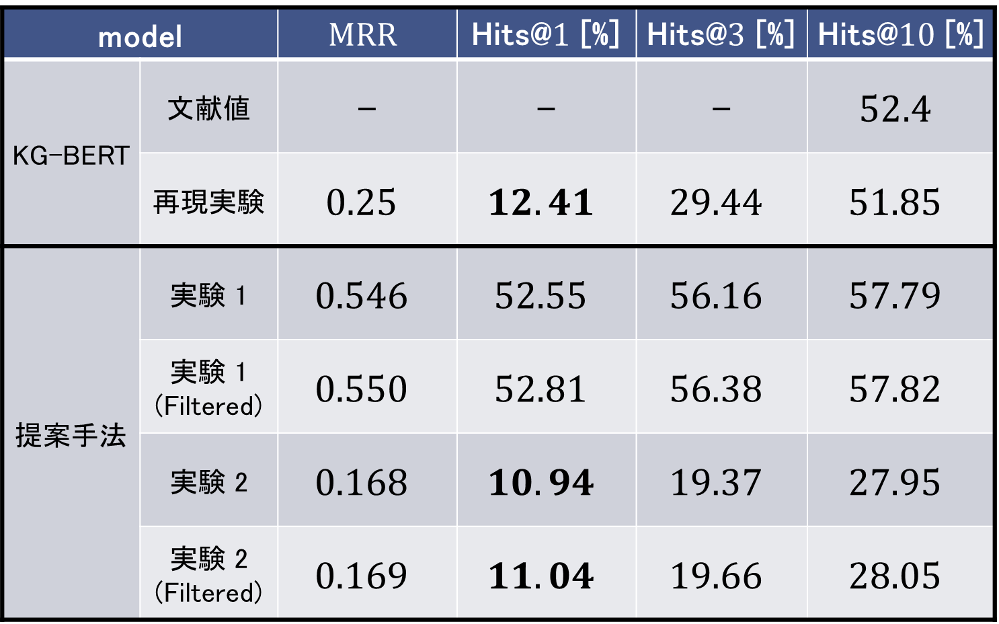 model MRR Hits@1 [%] Hits@3 [%] Hits@10 [%]
KG-BERT
文献値 – – – 52.4
再現実験 0.25 12.41 29.44 51.85
提案手法
実験 1 0.546 52.55 56.16 57.79
実験 1
(Filtered) 0.550 52.81 56.38 57.82
実験 2 0.168 10.94 19.37 27.95
実験 2
(Filtered) 0.169 11.04 19.66 28.05